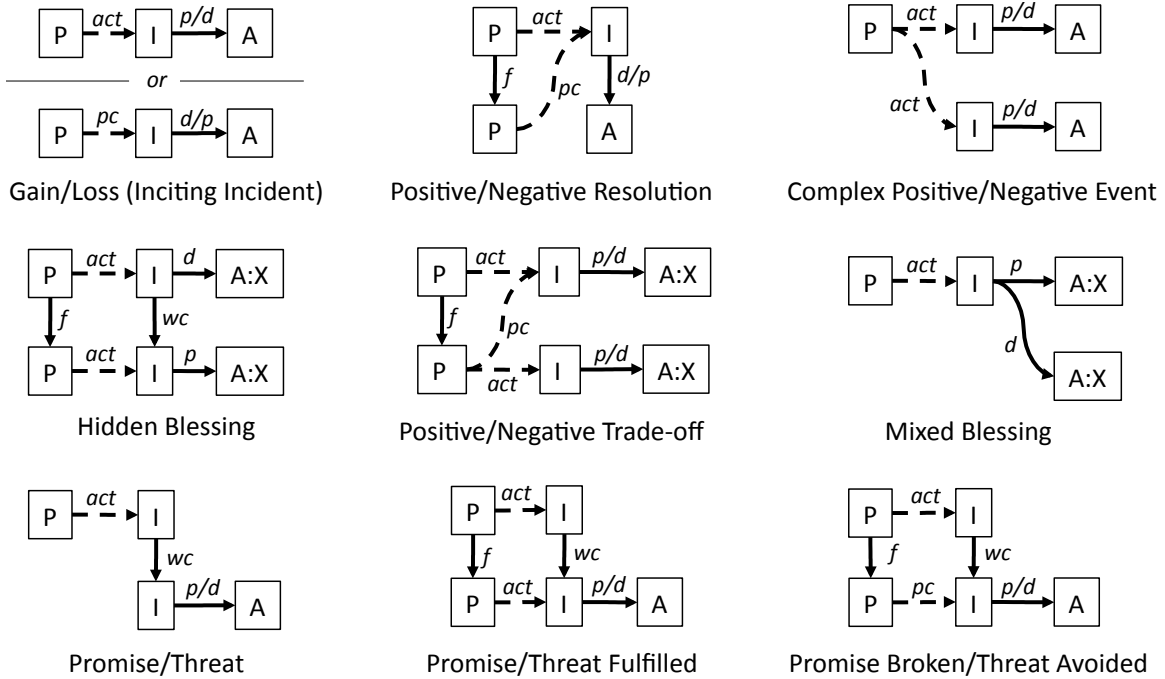 P act I p/d A
or
P pc I d/p A
Gain/Loss (Inciting Incident)
P act I
f pc d/p
P A
Positive/Negative Resolution
P act I p/d A
act I p/d A
Complex Positive/Negative Event
P act I d A:X
f wc
P act I p A:X
Hidden Blessing
P act I p/d A:X
f pc
P act I p/d A:X
Positive/Negative Trade-off
P act I p A:X
d
A:X
Mixed Blessing
P act I
wc
I p/d A
Promise/Threat
P act I
f wc
P act I p/d A
Promise/Threat Fulfilled
P act I
f wc
P pc I p/d A
Promise Broken/Threat Avoided